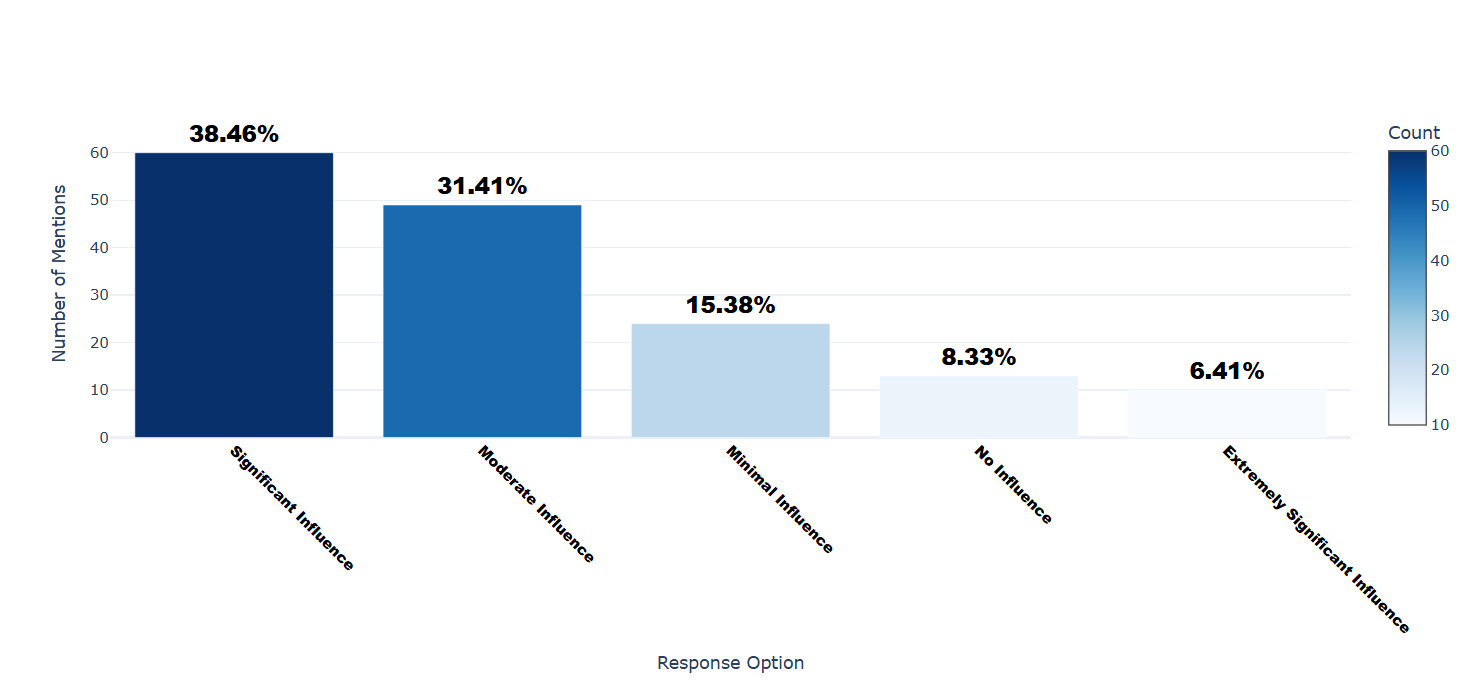 38.46%
31.41%
15.38%
8.33%
6.41%
Number of Mentions
60
50
40
30
20
10
0
Significant Influence
Moderate Influence
Minimal Influence
No Influence
Extremely Significant Influence
Response Option
Count
60
50
40
30
20
10